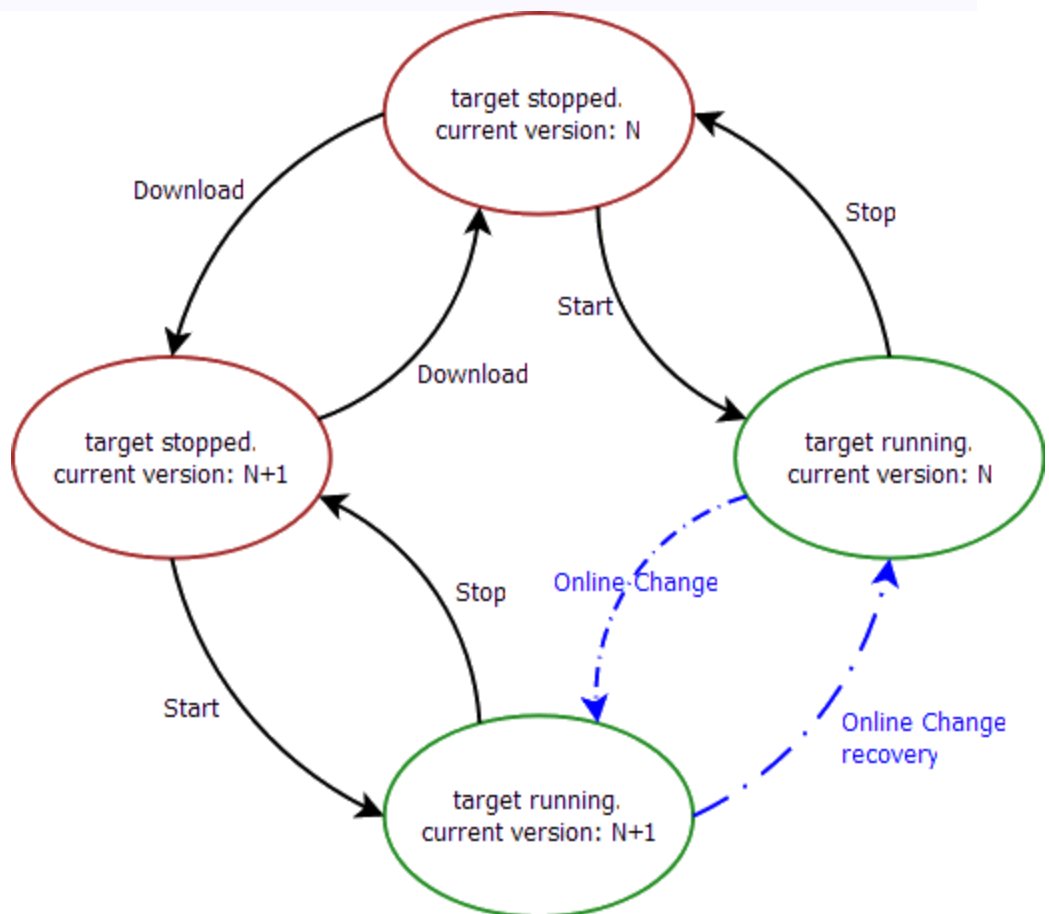 target stopped.
current version: N
Download
Stop
Start
Download
target stopped.
current version: N+1
target running.
current version: N
Online Change
Stop
Start
Online Change
recovery
target running.
current version: N+1